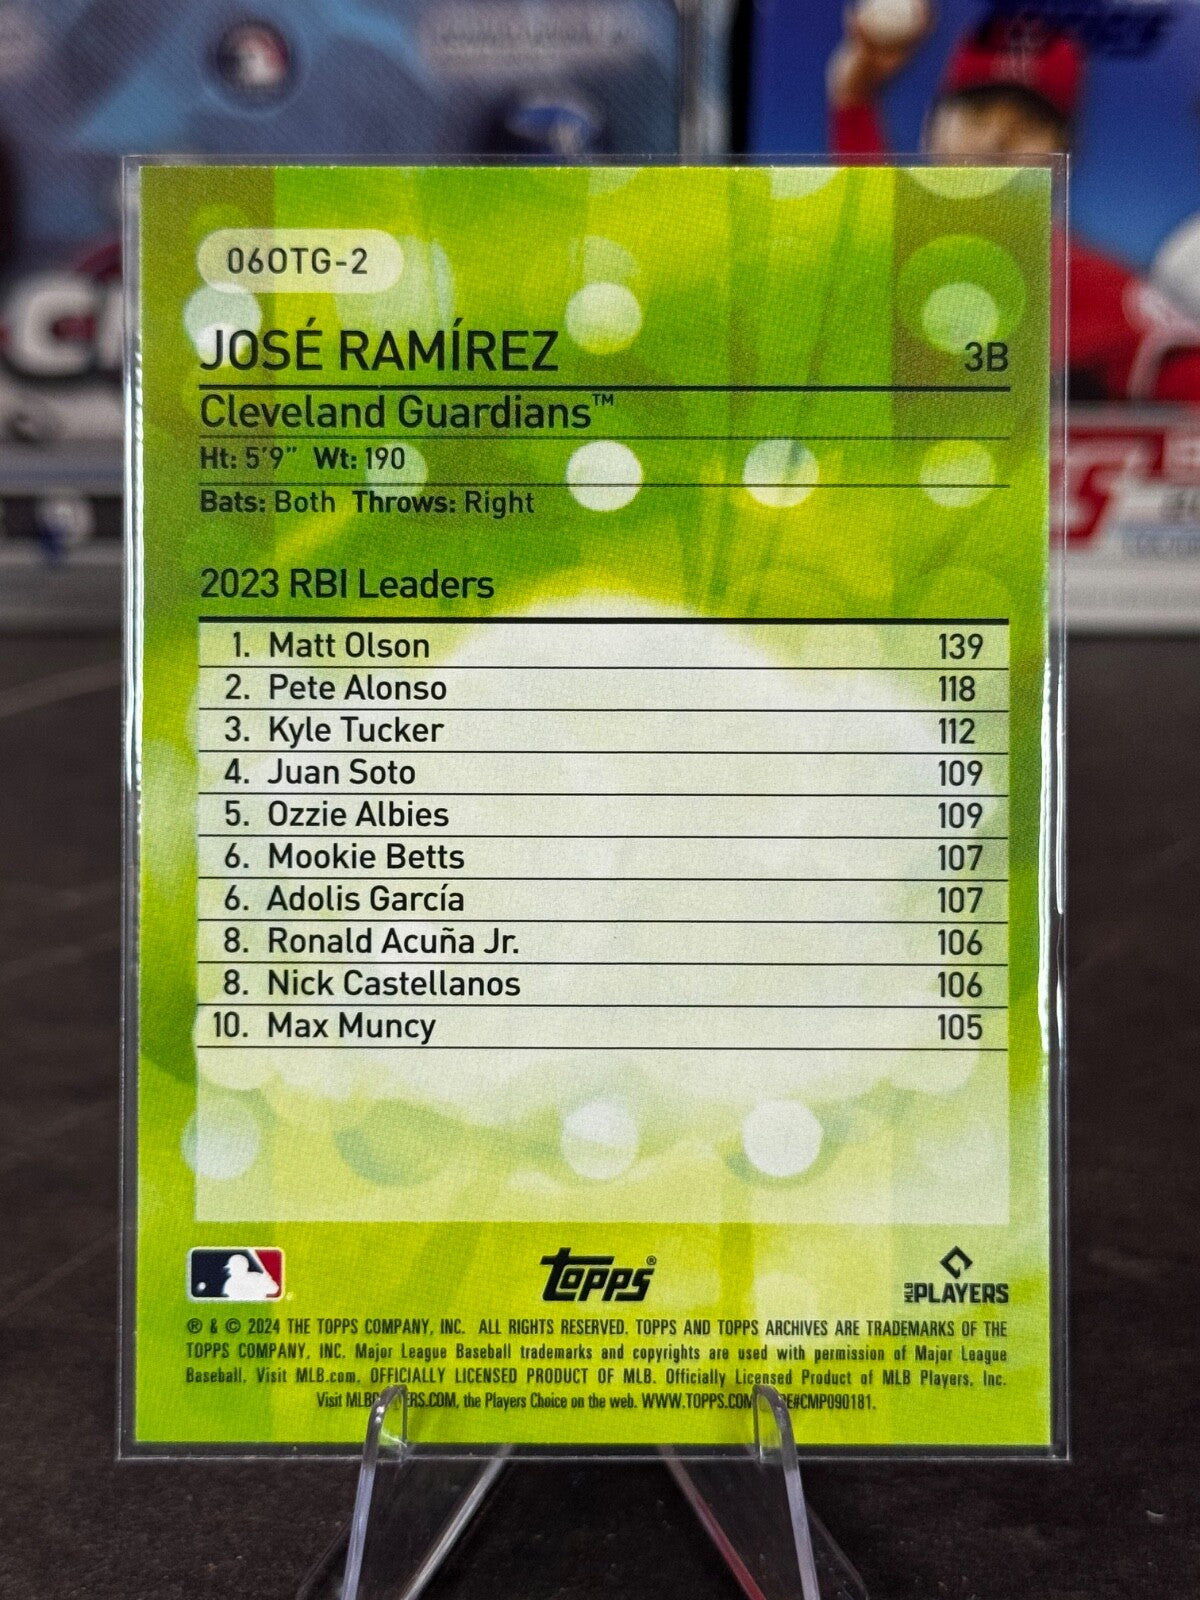 06OTG-2
JOSÉ RAMÍREZ 3B
Cleveland Guardians™
Ht: 5'9" Wt: 190
Bats: Both Throws: Right
2023 RBI Leaders
1. Matt Olson 139
2. Pete Alonso 118
3. Kyle Tucker 112
4. Juan Soto 109
5. Ozzie Albies 109
6. Mookie Betts 107
6. Adolis García 107
8. Ronald Acuña Jr. 106
8. Nick Castellanos 106
10. Max Muncy 105
topps®
MLB PLAYERS
® & © 2024 THE TOPPS COMPANY, INC. ALL RIGHTS RESERVED. TOPPS AND TOPPS ARCHIVES ARE TRADEMARKS OF THE
TOPPS COMPANY, INC. Major League Baseball trademarks and copyrights are used with permission of Major League
Baseball. Visit MLB.com. OFFICIALLY LICENSED PRODUCT OF MLB. Officially Licensed Product of MLB Players, Inc.
Visit the Players Choice on the web. WWW.TOPPS.COM